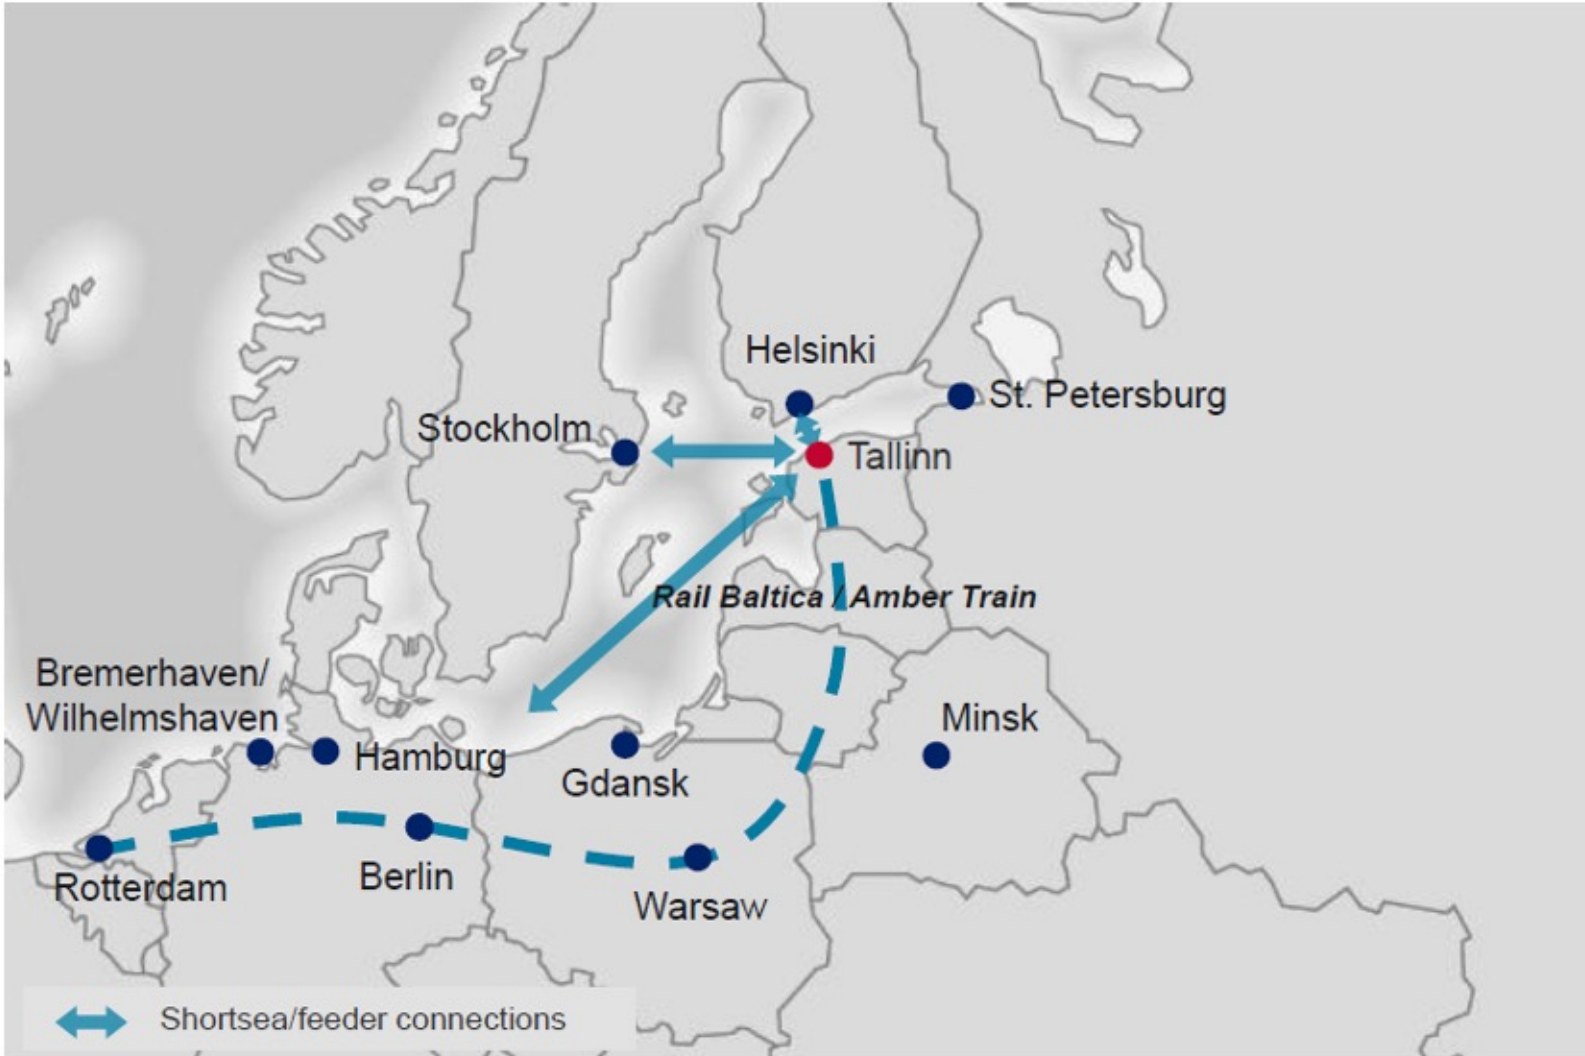 Helsinki
St. Petersburg
Stockholm
Tallinn
Rail Baltica / Amber Train
Bremerhaven/
Wilhelmshaven
Minsk
Hamburg
Gdansk
Berlin
Rotterdam
Warsaw
Shortsea/feeder connections